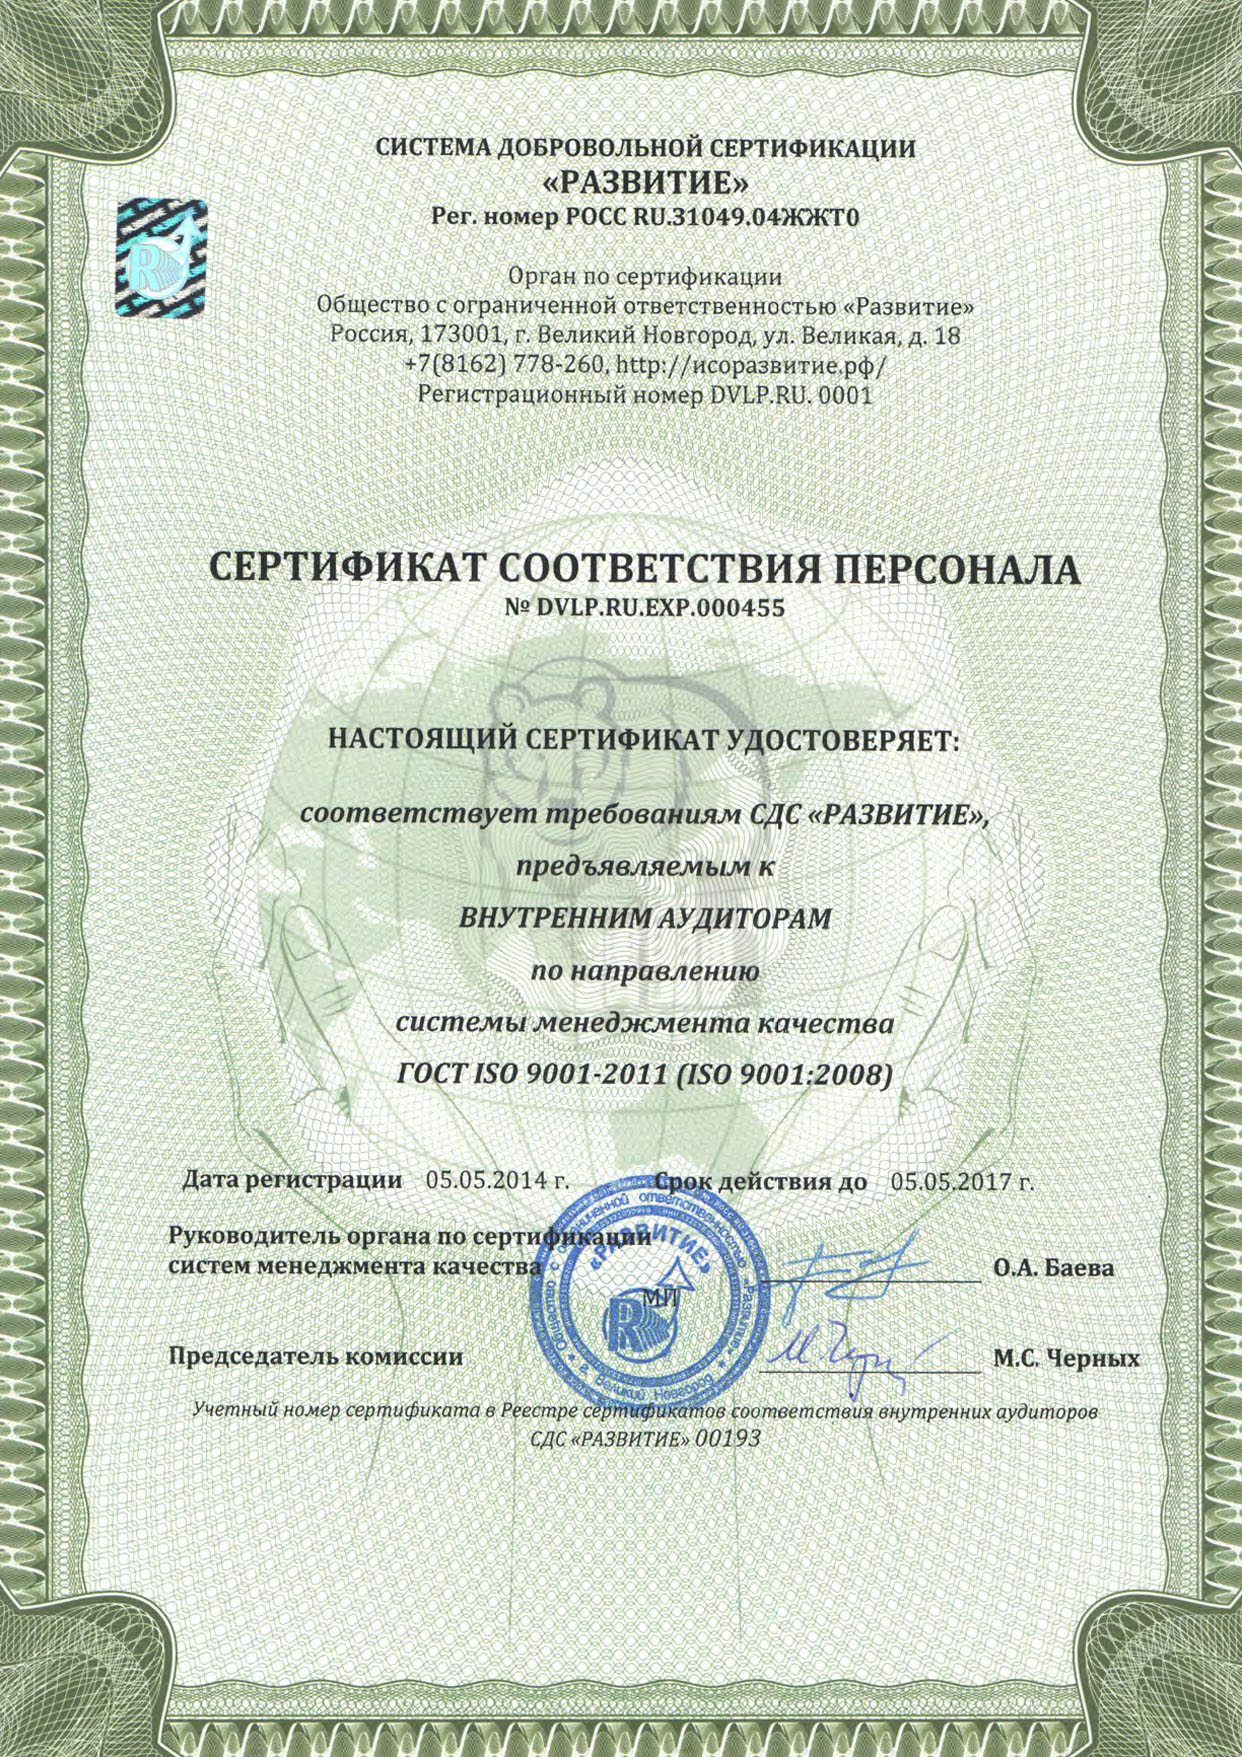 СИСТЕМА ДОБРОВОЛЬНОЙ СЕРТИФИКАЦИИ
«РАЗВИТИЕ»
Рег. номер РОСС RU.31049.04ЖЖТ0
Орган по сертификации
Общество с ограниченной ответственностью «Развитие»
Россия, 173001, г. Великий Новгород, ул. Великая, д. 18
+7(8162) 778-260, http://исоразвитие.рф/
Регистрационный номер DVLP.RU. 0001
СЕРТИФИКАТ СООТВЕТСТВИЯ ПЕРСОНАЛА
№ DVLP.RU.EXP.000455
НАСТОЯЩИЙ СЕРТИФИКАТ УДОСТОВЕРЯЕТ:
соответствует требованиям СДС «РАЗВИТИЕ»,
предъявляемым к
ВНУТРЕННИМ АУДИТОРАМ
по направлению
системы менеджмента качества
ГОСТ ISO 9001-2011 (ISO 9001:2008)
Дата регистрации 05.05.2014 г. Срок действия до 05.05.2017 г.
Руководитель органа по сертификации
систем менеджмента качества О.А. Баева
Общество с ограниченной ответственностью «Развитие» * г. Великий Новгород *
«РАЗВИТИЕ»
МП
Председатель комиссии М.С. Черных
Учетный номер сертификата в Реестре сертификатов соответствия внутренних аудиторов
СДС «РАЗВИТИЕ» 00193